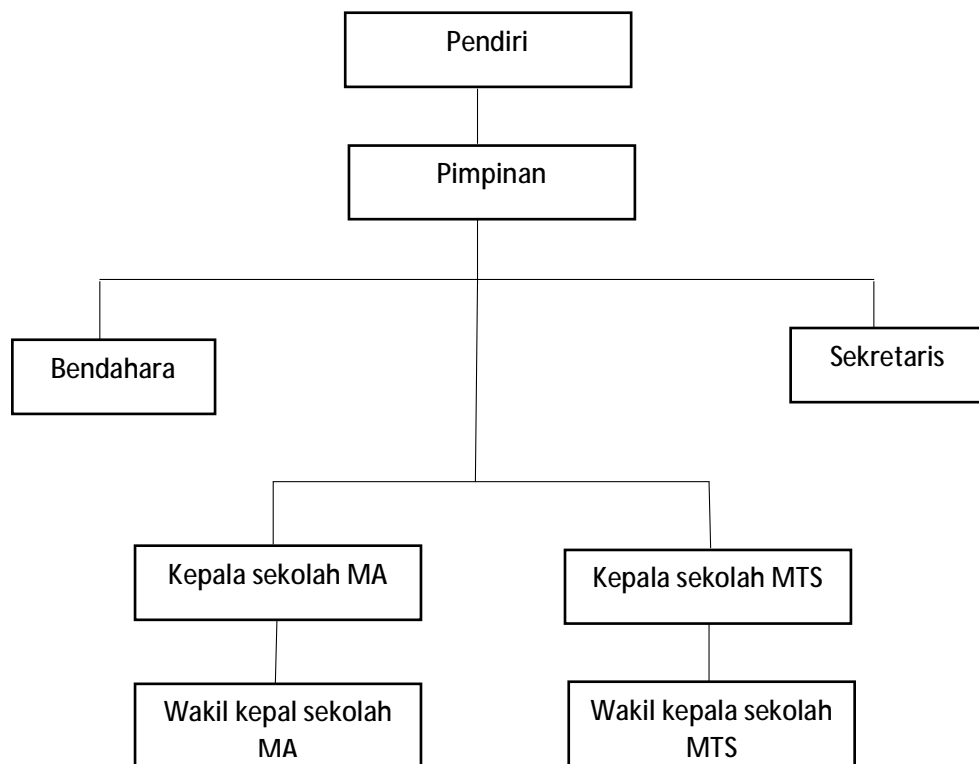 Pendiri
Pimpinan
Bendahara
Sekretaris
Kepala sekolah MA
Kepala sekolah MTS
Wakil kepal sekolah
MA
Wakil kepala sekolah
MTS